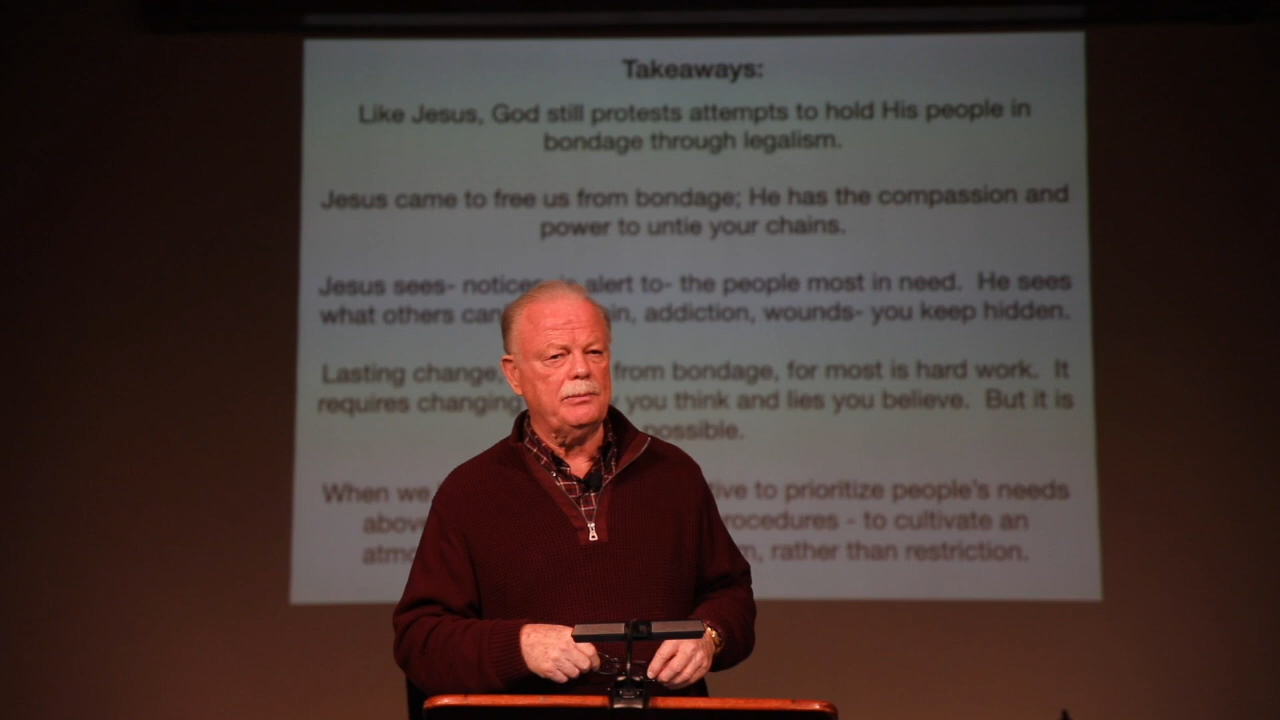 Takeaways:
Like Jesus, God still protests attempts to hold His people in
bondage through legalism.
Jesus came to free us from bondage; He has the compassion and
power to untie your chains.
Jesus sees- notices- is alert to- the people most in need.  He sees
what others can addiction, wounds- you keep hidden.
Lasting change, from bondage, for most is hard work.  It
requires changing you think and lies you believe.  But it is
possible.
When we to prioritize people's needs
above - to cultivate an
rather than restriction.